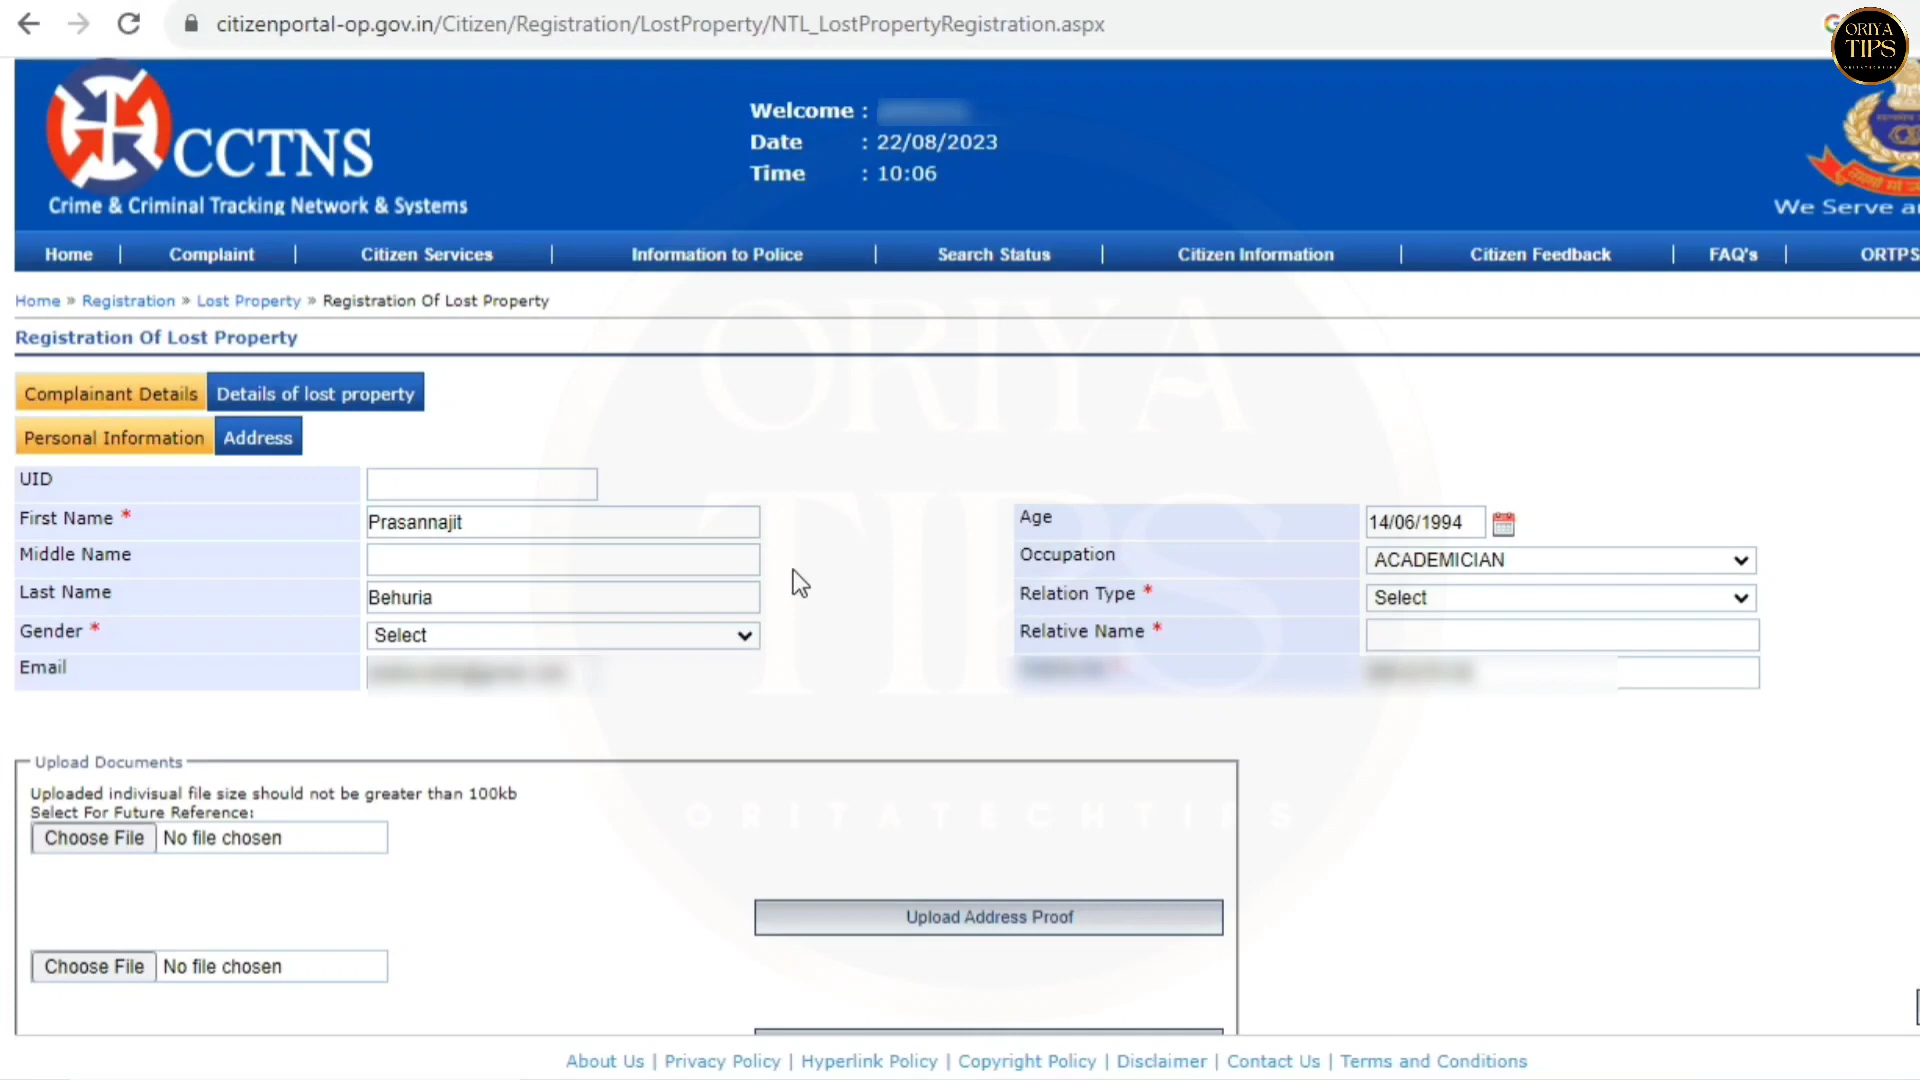 citizenportal-op.gov.in/Citizen/Registration/LostProperty/NTL_LostPropertyRegistration.aspx
ORIYA
TIPS
CCTNS
Crime & Criminal Tracking Network & Systems
Welcome :
Date : 22/08/2023
Time : 10:06
We Serve
Home | Complaint | Citizen Services | Information to Police | Search Status | Citizen Information | Citizen Feedback | FAQ's | ORTPS
Home » Registration » Lost Property » Registration Of Lost Property
Registration Of Lost Property
Complainant Details Details of lost property
Personal Information Address
UID
First Name * Prasannajit Age 14/06/1994
Middle Name Occupation ACADEMICIAN
Last Name Behuria Relation Type * Select
Gender * Select Relative Name *
Email
ORIYA
TIPS
ORIYATECHTIPS
Upload Documents
Uploaded indivisual file size should not be greater than 100kb
Select For Future Reference:
Choose File No file chosen
Upload Address Proof
Choose File No file chosen
About Us | Privacy Policy | Hyperlink Policy | Copyright Policy | Disclaimer | Contact Us | Terms and Conditions